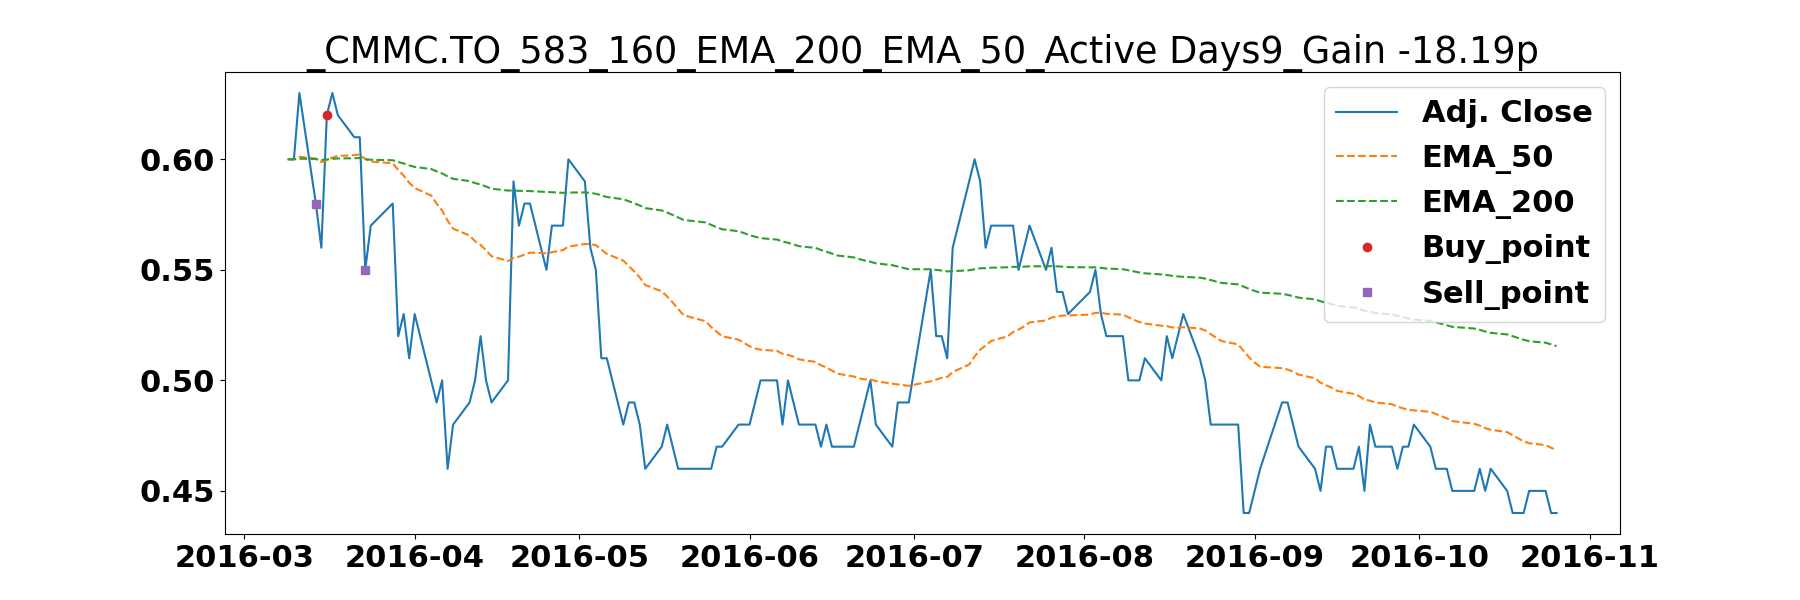 _CMMC.TO_583_160_EMA_200_EMA_50_Active Days9_Gain -18.19p
Adj. Close
EMA_50
EMA_200
Buy_point
Sell_point
0.60
0.55
0.50
0.45
2016-03 2016-04 2016-05 2016-06 2016-07 2016-08 2016-09 2016-10 2016-11